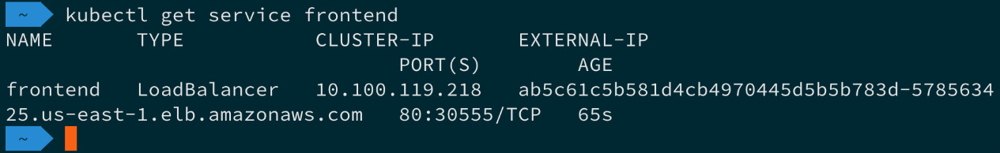 ~ kubectl get service frontend
NAME TYPE CLUSTER-IP EXTERNAL-IP
PORT(S) AGE
frontend LoadBalancer 10.100.119.218 ab5c61c5b581d4cb4970445d5b5b783d-5785634
25.us-east-1.elb.amazonaws.com 80:30555/TCP 65s
~